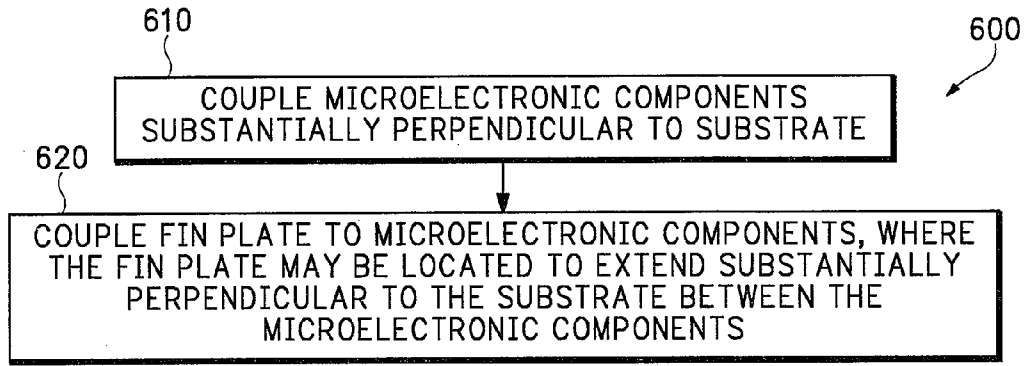 610
600
COUPLE MICROELECTRONIC COMPONENTS
SUBSTANTIALLY PERPENDICULAR TO SUBSTRATE
620
COUPLE FIN PLATE TO MICROELECTRONIC COMPONENTS, WHERE
THE FIN PLATE MAY BE LOCATED TO EXTEND SUBSTANTIALLY
PERPENDICULAR TO THE SUBSTRATE BETWEEN THE
MICROELECTRONIC COMPONENTS